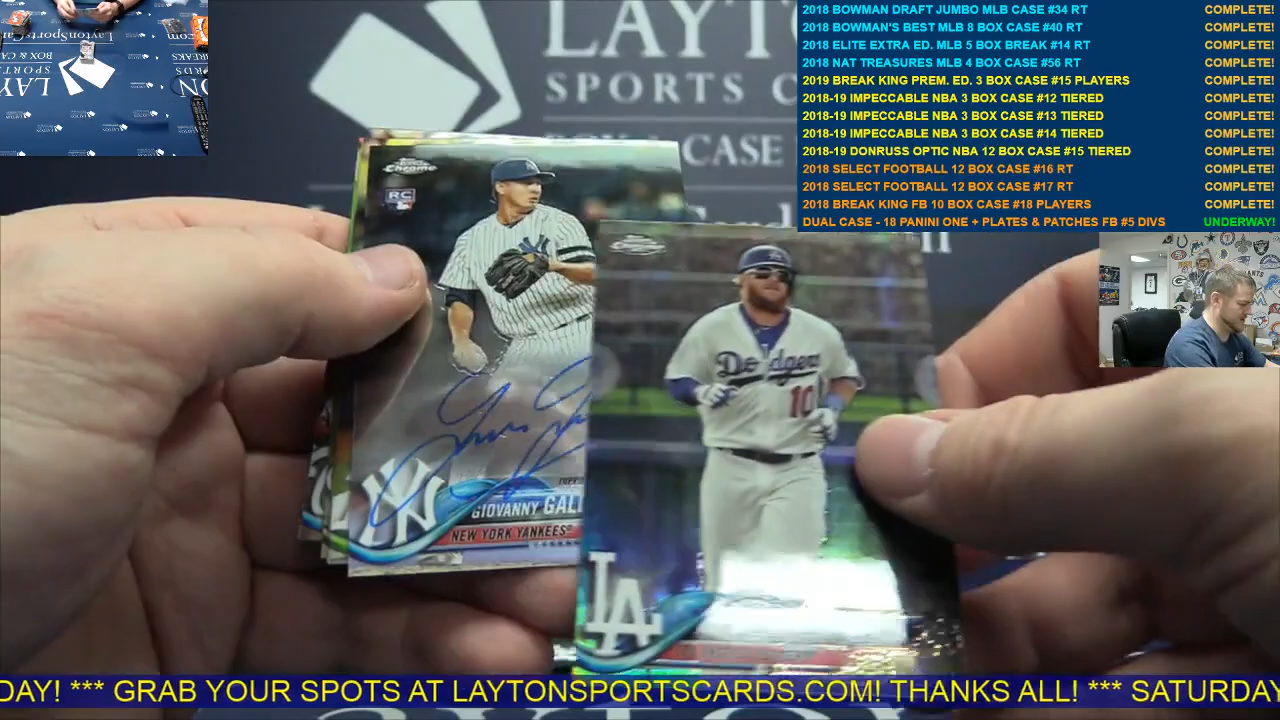 2018 BOWMAN DRAFT JUMBO MLB CASE #34 RT COMPLETE!
2018 BOWMAN'S BEST MLB 8 BOX CASE #40 RT COMPLETE!
2018 ELITE EXTRA ED. MLB 5 BOX BREAK #14 RT COMPLETE!
2018 NAT TREASURES MLB 4 BOX CASE #56 RT COMPLETE!
2019 BREAK KING PREM. ED. 3 BOX CASE #15 PLAYERS COMPLETE!
2018-19 IMPECCABLE NBA 3 BOX CASE #12 TIERED COMPLETE!
2018-19 IMPECCABLE NBA 3 BOX CASE #13 TIERED COMPLETE!
2018-19 IMPECCABLE NBA 3 BOX CASE #14 TIERED COMPLETE!
2018-19 DONRUSS OPTIC NBA 12 BOX CASE #15 TIERED COMPLETE!
2018 SELECT FOOTBALL 12 BOX CASE #16 RT COMPLETE!
2018 SELECT FOOTBALL 12 BOX CASE #17 RT COMPLETE!
2018 BREAK KING FB 10 BOX CASE #18 PLAYERS COMPLETE!
DUAL CASE - 18 PANINI ONE + PLATES & PATCHES FB #5 DIVS UNDERWAY!
LAYTO
SPORTS C
CASE
Chrome
RC
NY
GIOVANNY GALL
NEW YORK YANKEES
Chrome
Dodgers
10
LA
DAY! *** GRAB YOUR SPOTS AT LAYTONSPORTSCARDS.COM! THANKS ALL! *** SATURDAY